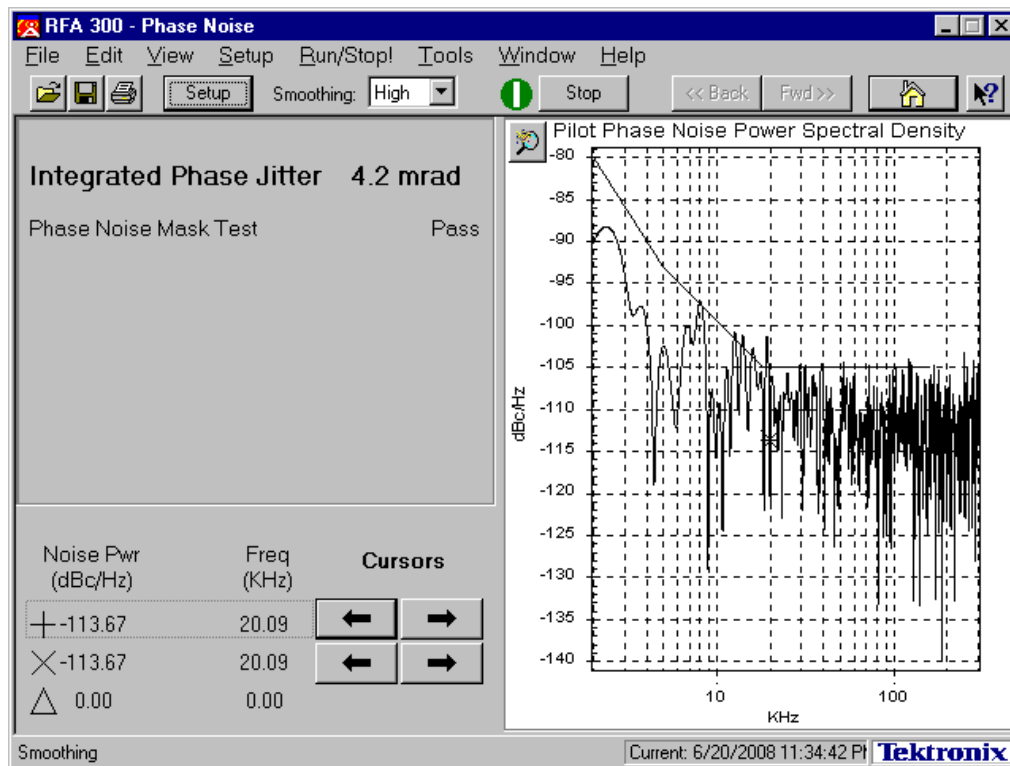 RFA 300 - Phase Noise
File Edit View Setup Run/Stop! Tools Window Help
Setup Smoothing: High Stop << Back Fwd >>
Integrated Phase Jitter 4.2 mrad
Phase Noise Mask Test Pass
Pilot Phase Noise Power Spectral Density
-80
-85
-90
-95
-100
-105
-110
-115
-120
-125
-130
-135
-140
dBc/Hz
10 100
KHz
Noise Pwr (dBc/Hz) Freq (KHz) Cursors
-113.67 20.09
-113.67 20.09
0.00 0.00
Smoothing Current: 6/20/2008 11:34:42 PM Tektronix